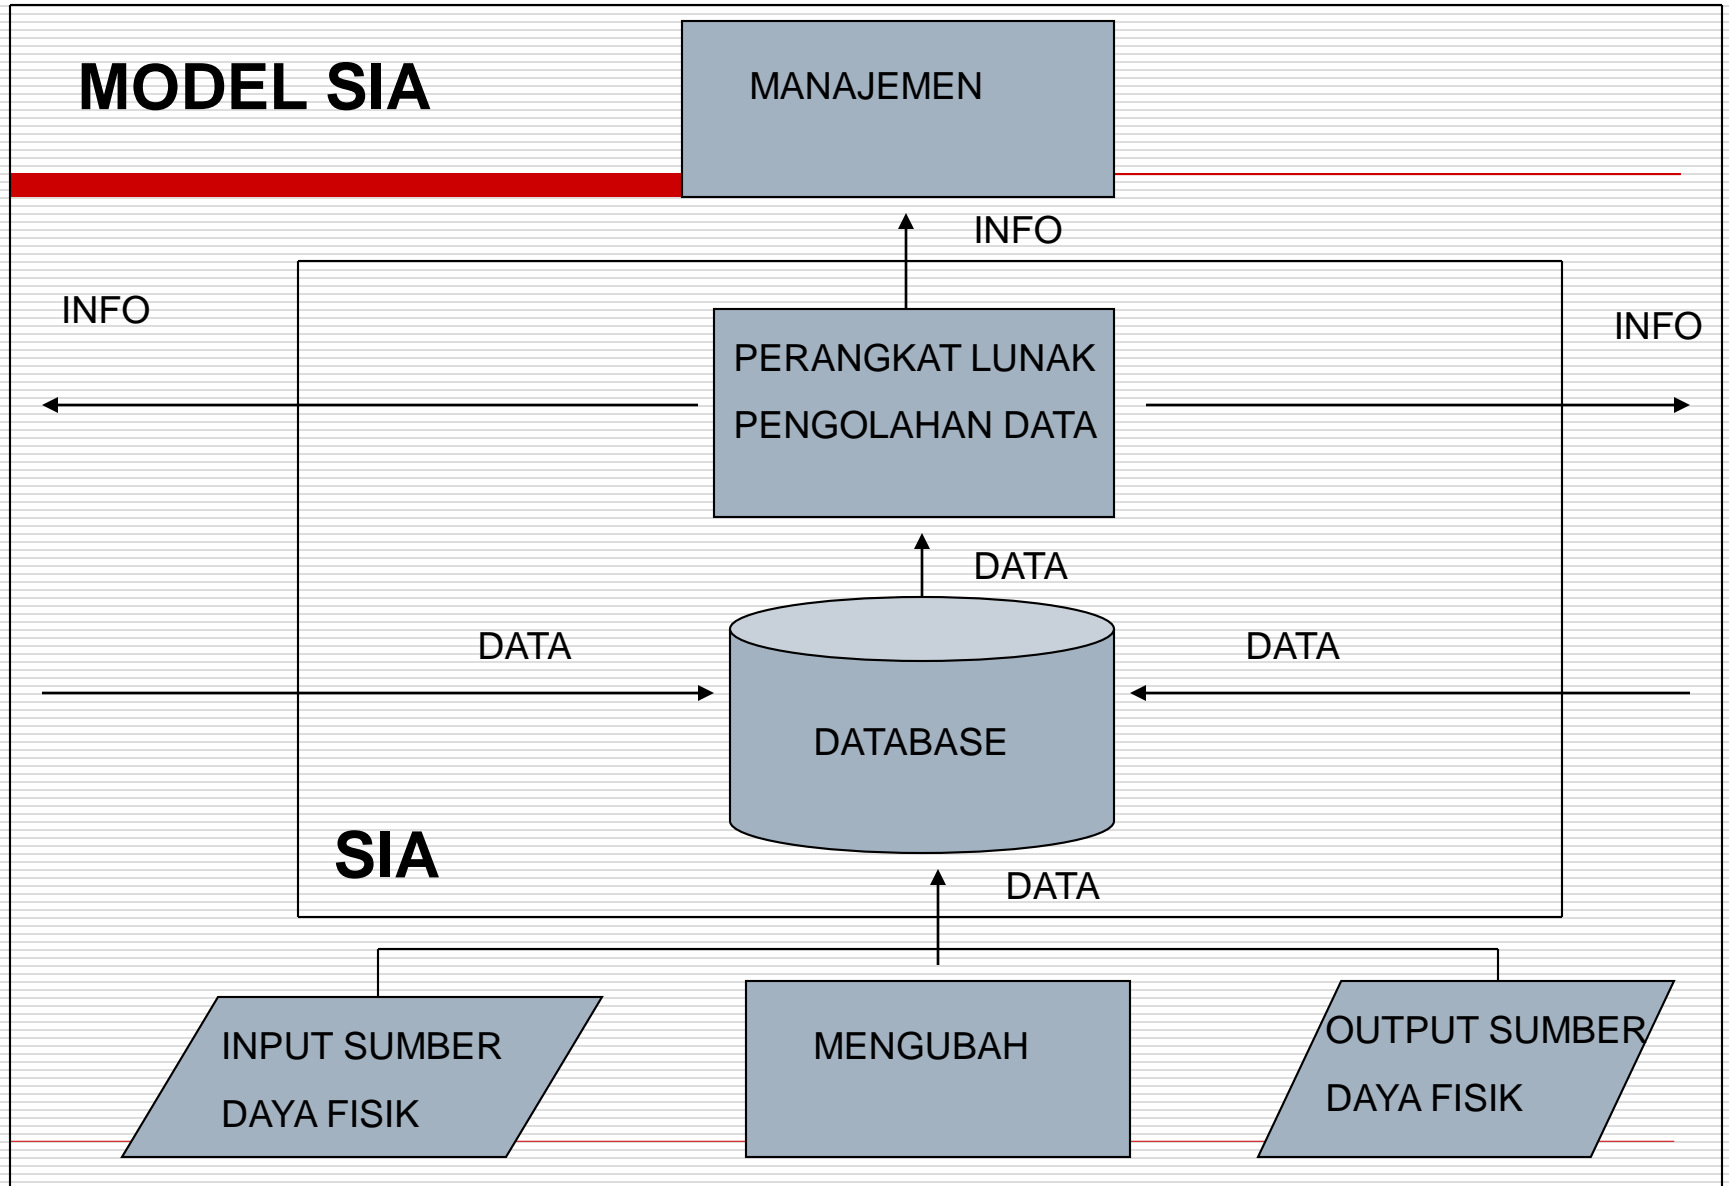 MODEL SIA
MANAJEMEN
INFO
INFO
INFO
PERANGKAT LUNAK
PENGOLAHAN DATA
DATA
DATA
DATA
DATABASE
SIA
DATA
INPUT SUMBER
DAYA FISIK
MENGUBAH
OUTPUT SUMBER
DAYA FISIK